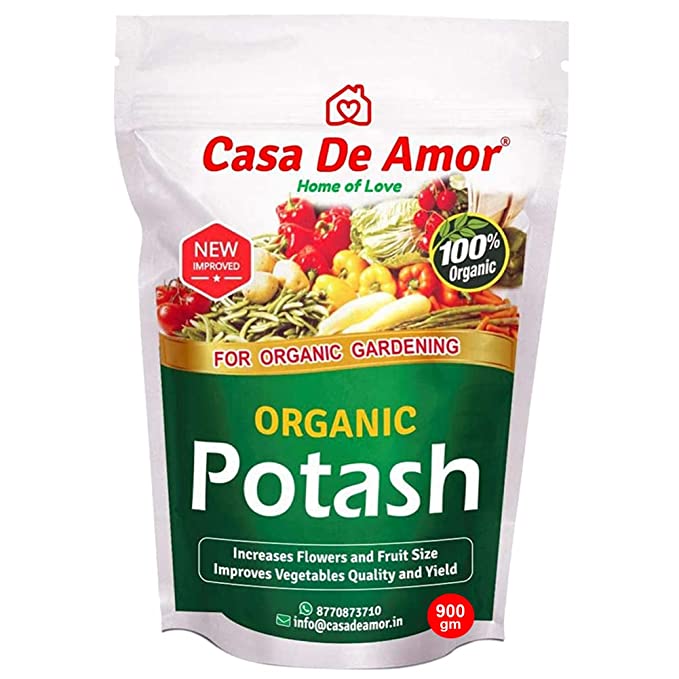 Casa De Amor®
Home of Love
NEW
IMPROVED
100%
Organic
FOR ORGANIC GARDENING
ORGANIC
Potash
Increases Flowers and Fruit Size
Improves Vegetables Quality and Yield
8770873710
info@casadeamor.in
900
gm